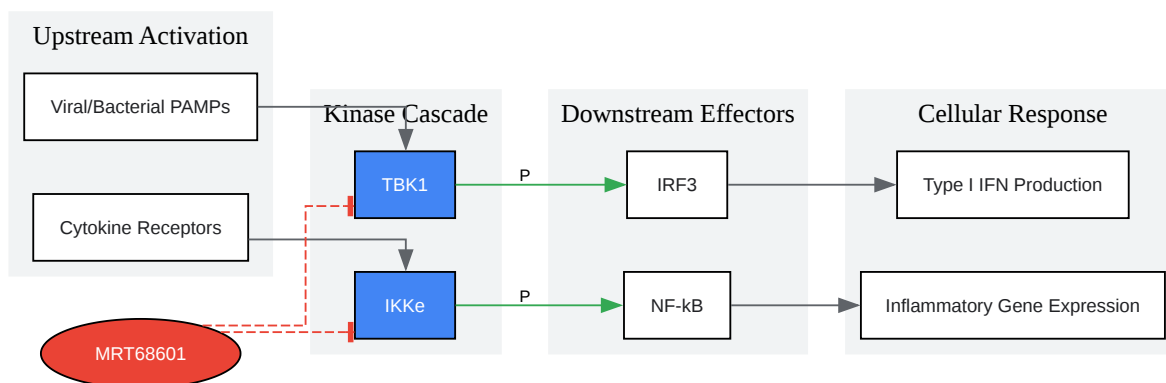 Upstream Activation
Viral/Bacterial PAMPs
Cytokine Receptors
MRT68601
Kinase Cascade
TBK1
IKKe
P
P
Downstream Effectors
IRF3
NF-kB
Cellular Response
Type I IFN Production
Inflammatory Gene Expression